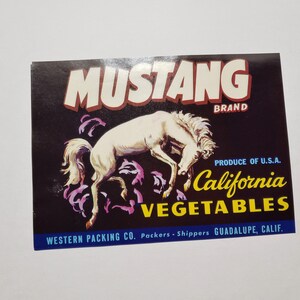 MUSTANG
BRAND
PRODUCE OF U.S.A.
California
VEGETABLES
WESTERN PACKING CO. Packers - Shippers GUADALUPE, CALIF.